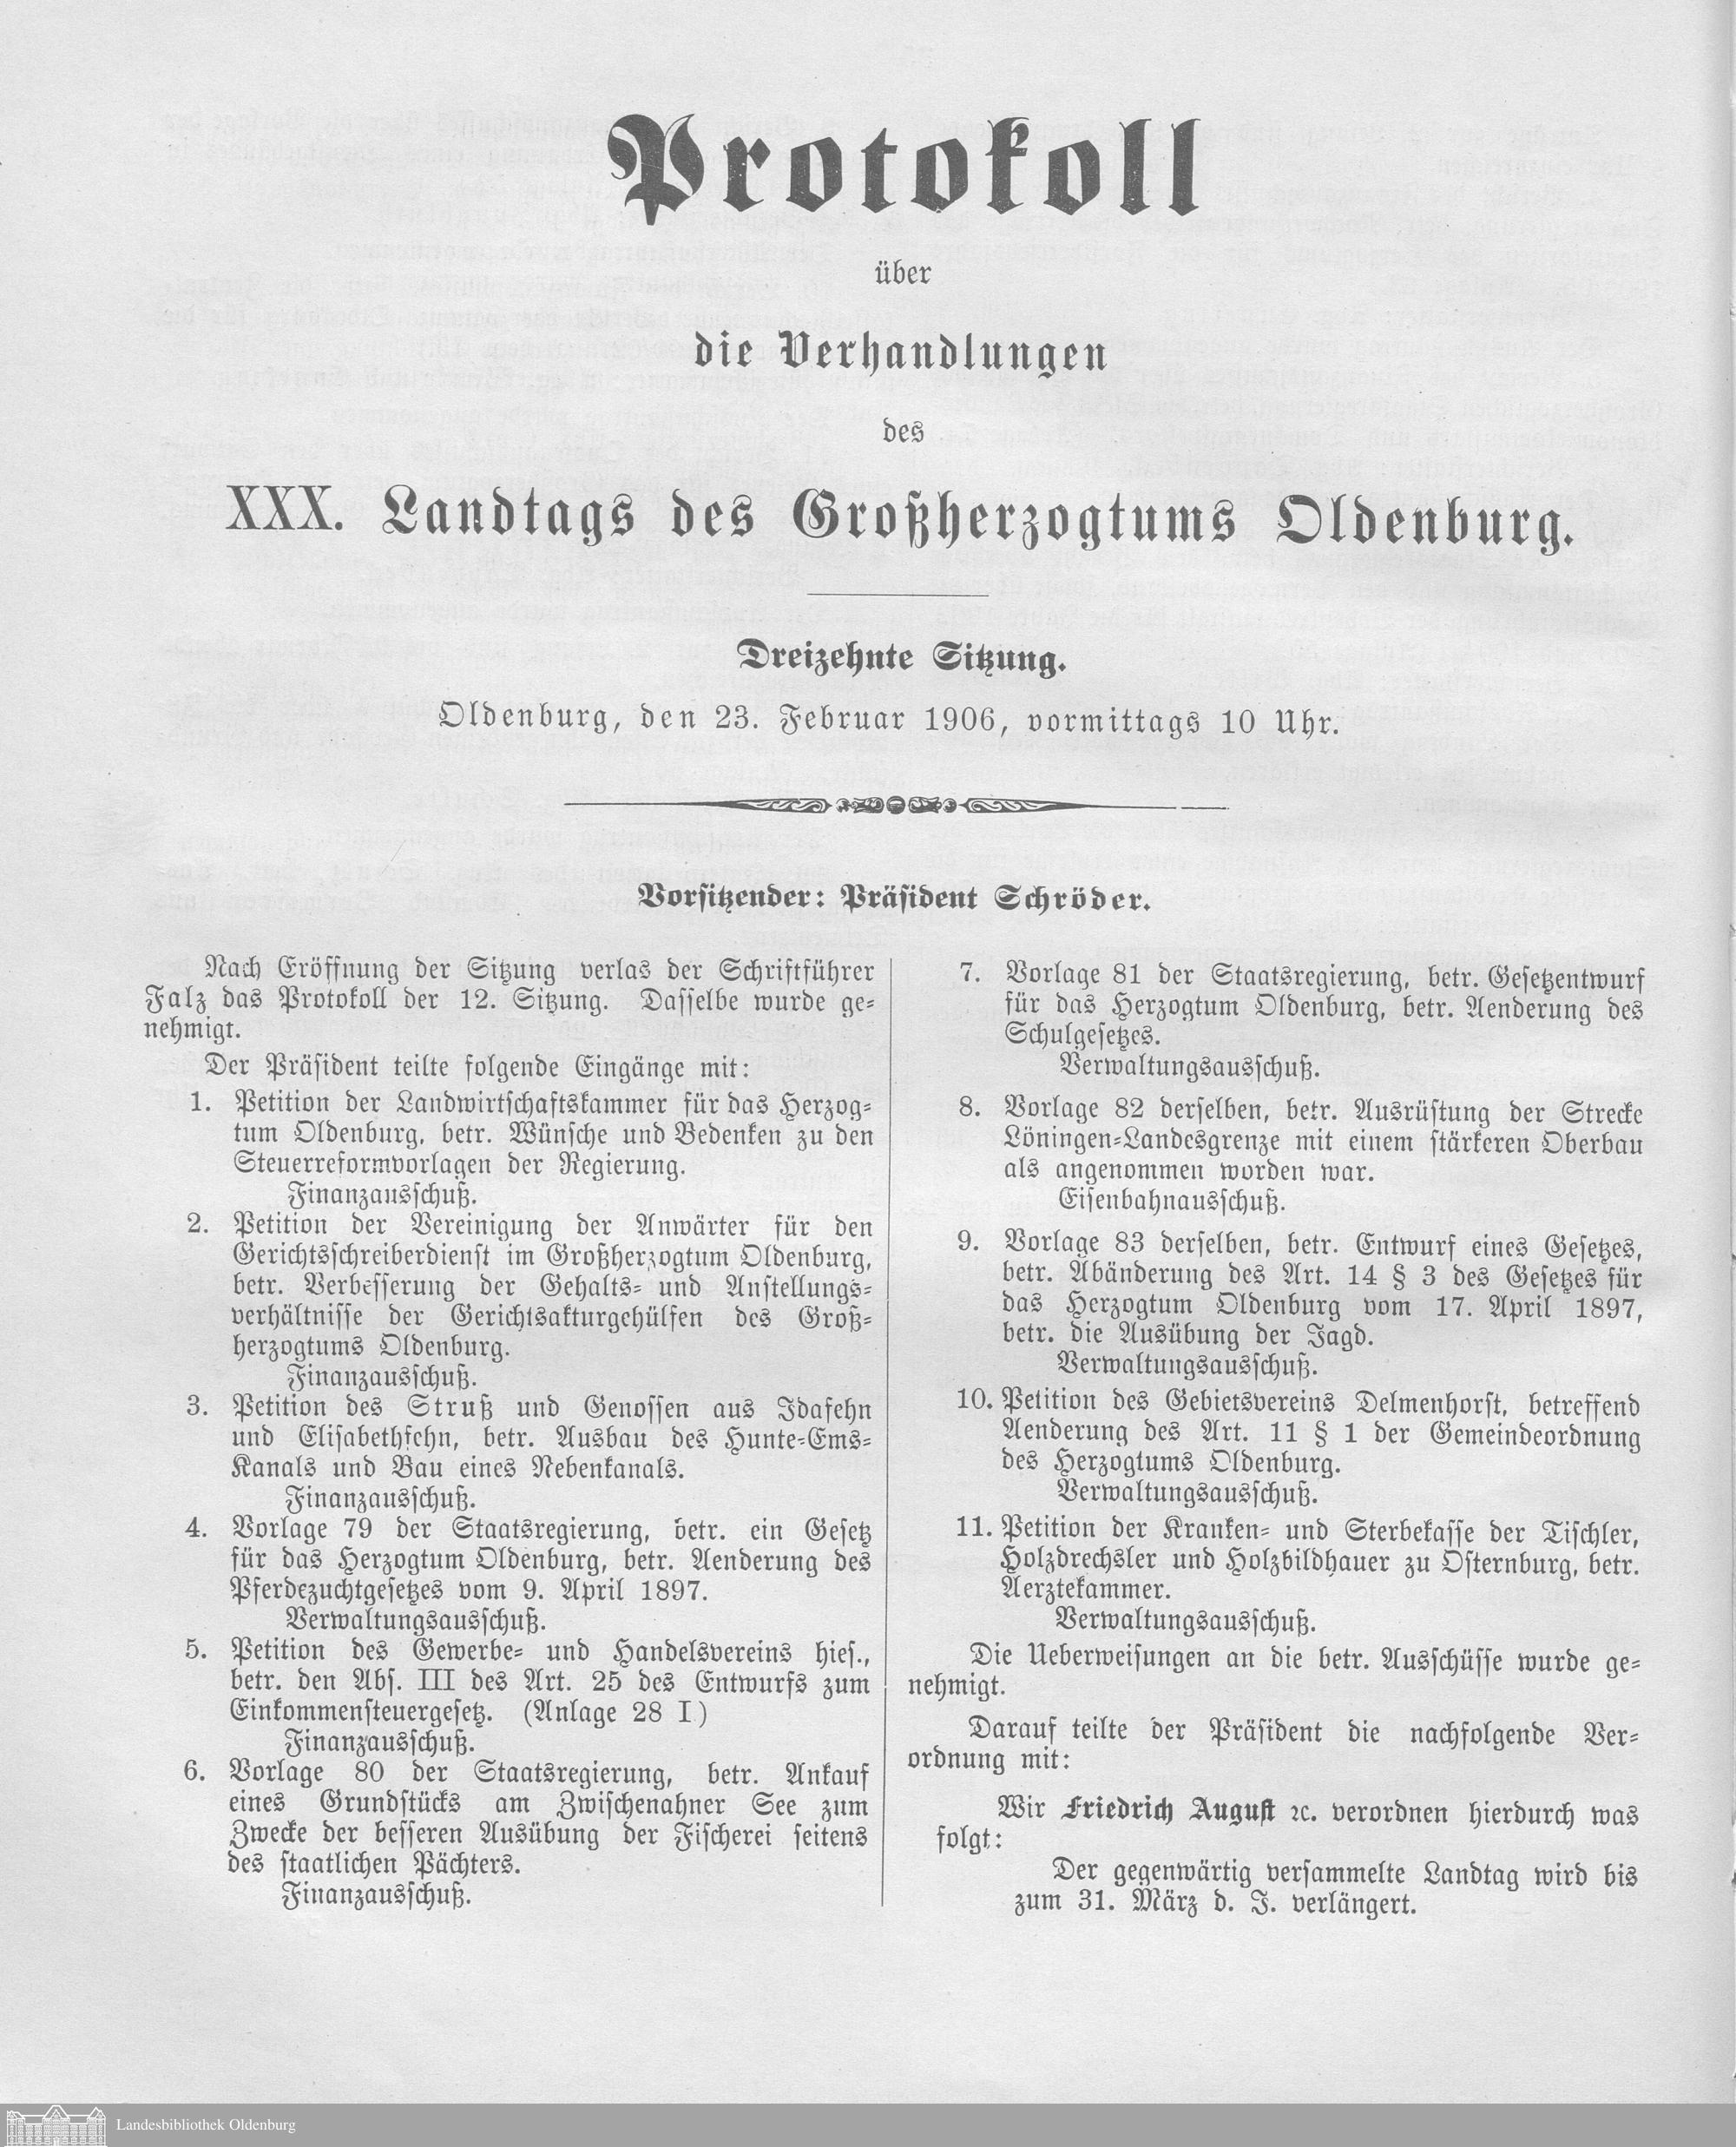 Protokoll
über
die Verhandlungen
des
XXX. Landtags des Großherzogtums Oldenburg.
Dreizehnte Sitzung.
Oldenburg, den 23. Februar 1906, vormittags 10 Uhr.
Vorsitzender: Präsident Schröder.
Nach Eröffnung der Sitzung verlas der Schriftführer
Falz das Protokoll der 12. Sitzung. Dasselbe wurde ge-
nehmigt.
Der Präsident teilte folgende Eingänge mit:
1. Petition der Landwirtschaftskammer für das Herzog-
tum Oldenburg, betr. Wünsche und Bedenken zu den
Steuerreformvorlagen der Regierung.
Finanzausschuß.
2. Petition der Vereinigung der Anwärter für den
Gerichtsschreiberdienst im Großherzogtum Oldenburg,
betr. Verbesserung der Gehalts- und Anstellungs-
verhältnisse der Gerichtsakturgehülfen des Groß-
herzogtums Oldenburg.
Finanzausschuß.
3. Petition des Struß und Genossen aus Idafehn
und Elisabethfehn, betr. Ausbau des Hunte-Ems-
Kanals und Bau eines Nebenkanals.
Finanzausschuß.
4. Vorlage 79 der Staatsregierung, betr. ein Gesetz
für das Herzogtum Oldenburg, betr. Aenderung des
Pferdezuchtgesetzes vom 9. April 1897.
Verwaltungsausschuß.
5. Petition des Gewerbe- und Handelsvereins hies.,
betr. den Abs. III des Art. 25 des Entwurfs zum
Einkommensteuergesetz. (Anlage 28 I)
Finanzausschuß.
6. Vorlage 80 der Staatsregierung, betr. Ankauf
eines Grundstücks am Zwischenahner See zum
Zwecke der besseren Ausübung der Fischerei seitens
des staatlichen Pächters.
Finanzausschuß.
7. Vorlage 81 der Staatsregierung, betr. Gesetzentwurf
für das Herzogtum Oldenburg, betr. Aenderung des
Schulgesetzes.
Verwaltungsausschuß.
8. Vorlage 82 derselben, betr. Ausrüstung der Strecke
Löningen-Landesgrenze mit einem stärkeren Oberbau
als angenommen worden war.
Eisenbahnausschuß.
9. Vorlage 83 derselben, betr. Entwurf eines Gesetzes,
betr. Abänderung des Art. 14 § 3 des Gesetzes für
das Herzogtum Oldenburg vom 17. April 1897,
betr. die Ausübung der Jagd.
Verwaltungsausschuß.
10. Petition des Gebietsvereins Delmenhorst, betreffend
Aenderung des Art. 11 § 1 der Gemeindeordnung
des Herzogtums Oldenburg.
Verwaltungsausschuß.
11. Petition der Kranken- und Sterbekasse der Tischler,
Holzdrechsler und Holzbildhauer zu Osternburg, betr.
Aerztekammer.
Verwaltungsausschuß.
Die Ueberweisungen an die betr. Ausschüsse wurde ge-
nehmigt.
Darauf teilte der Präsident die nachfolgende Ver-
ordnung mit:
Wir Friedrich August ꝛc. verordnen hierdurch was
folgt:
Der gegenwärtig versammelte Landtag wird bis
zum 31. März d. J. verlängert.
Landesbibliothek Oldenburg